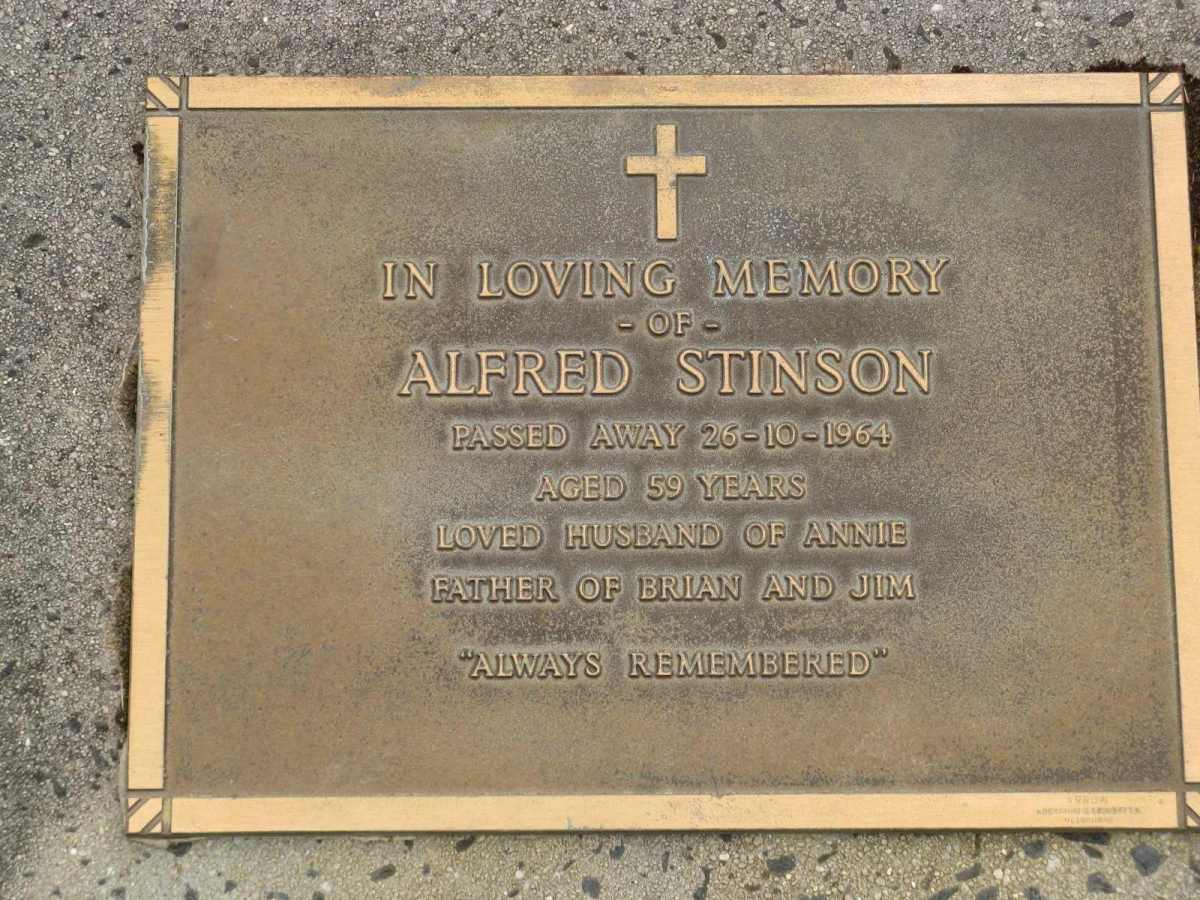 IN LOVING MEMORY
- OF -
ALFRED STINSON
PASSED AWAY 26-10-1964
AGED 59 YEARS
LOVED HUSBAND OF ANNIE
FATHER OF BRIAN AND JIM
"ALWAYS REMEMBERED"